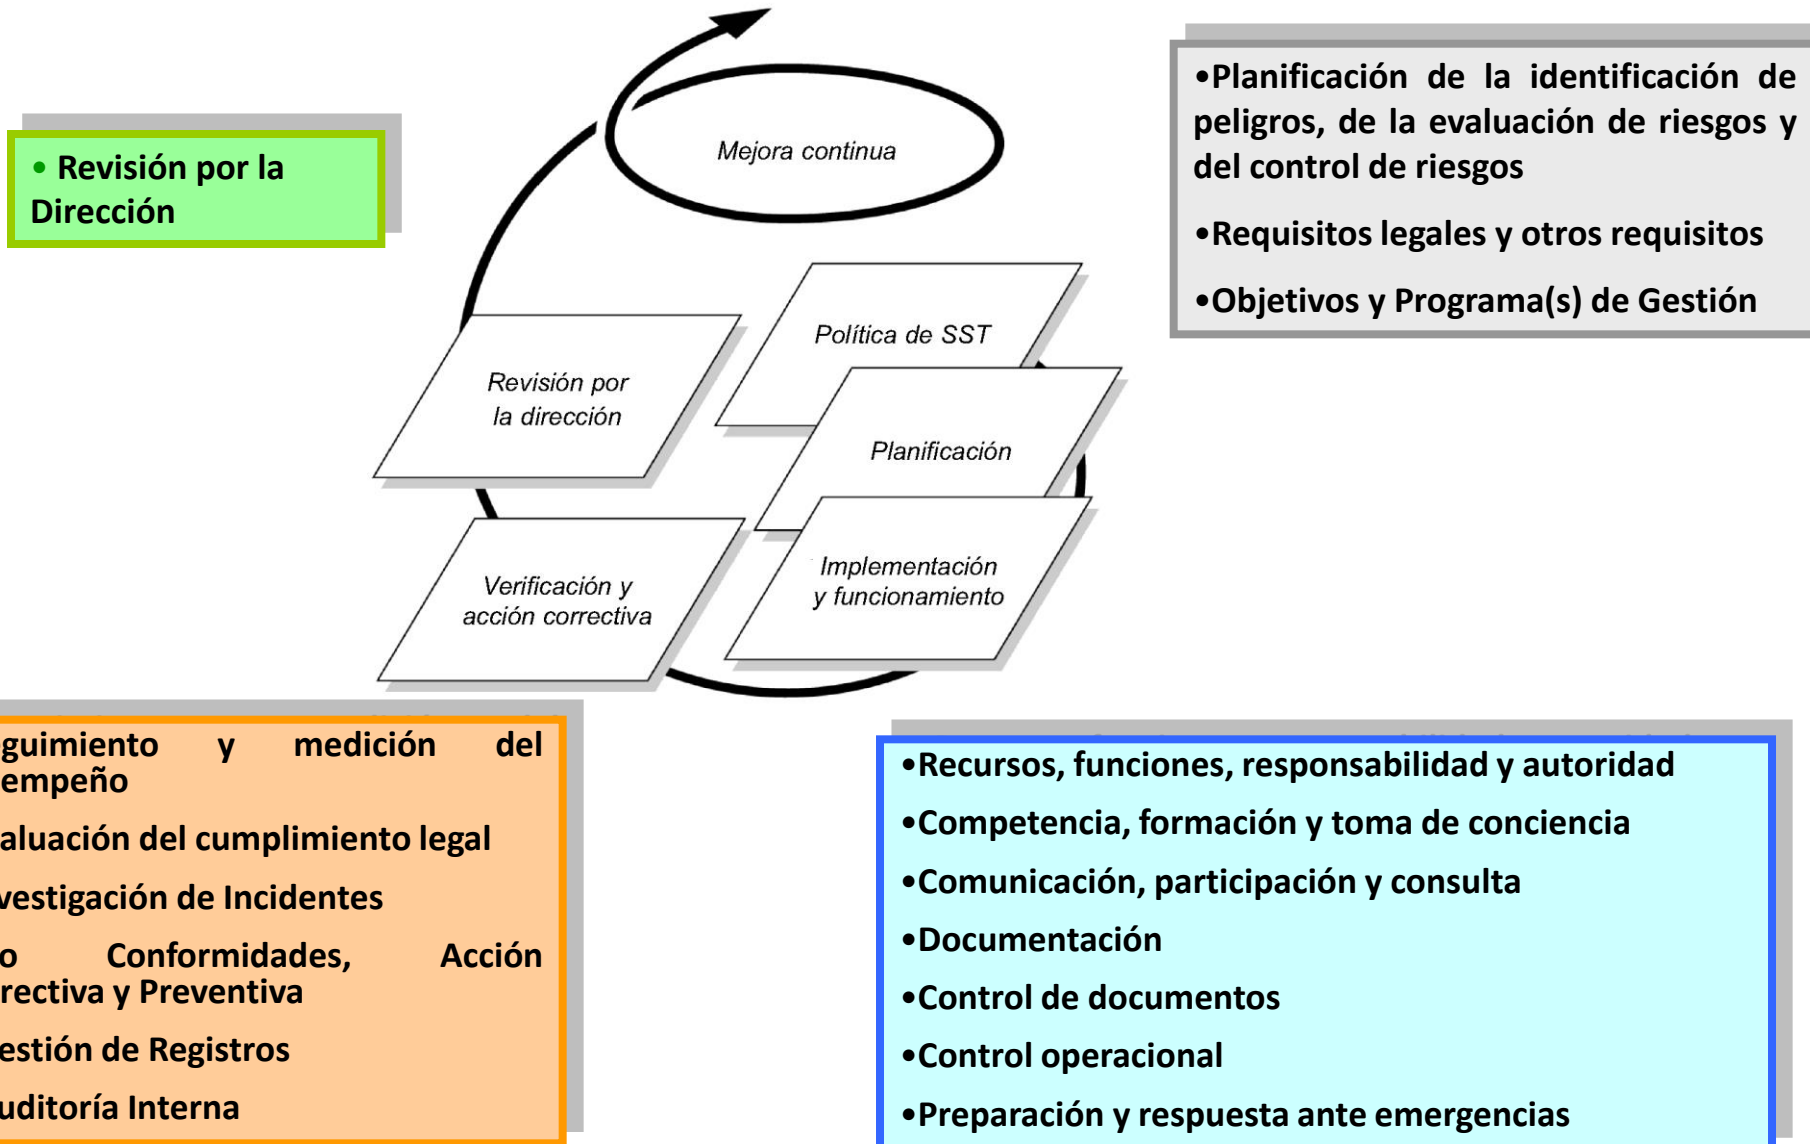 Mejora continua
• Revisión por la
Dirección
•Planificación de la identificación de
peligros, de la evaluación de riesgos y
del control de riesgos
•Requisitos legales y otros requisitos
•Objetivos y Programa(s) de Gestión
Política de SST
Revisión por
la dirección
Planificación
Implementación
y funcionamiento
Verificación y
acción correctiva
guimiento y medición del
empeño
aluación del cumplimiento legal
vestigación de Incidentes
o Conformidades, Acción
rectiva y Preventiva
estión de Registros
uditoría Interna
•Recursos, funciones, responsabilidad y autoridad
•Competencia, formación y toma de conciencia
•Comunicación, participación y consulta
•Documentación
•Control de documentos
•Control operacional
•Preparación y respuesta ante emergencias